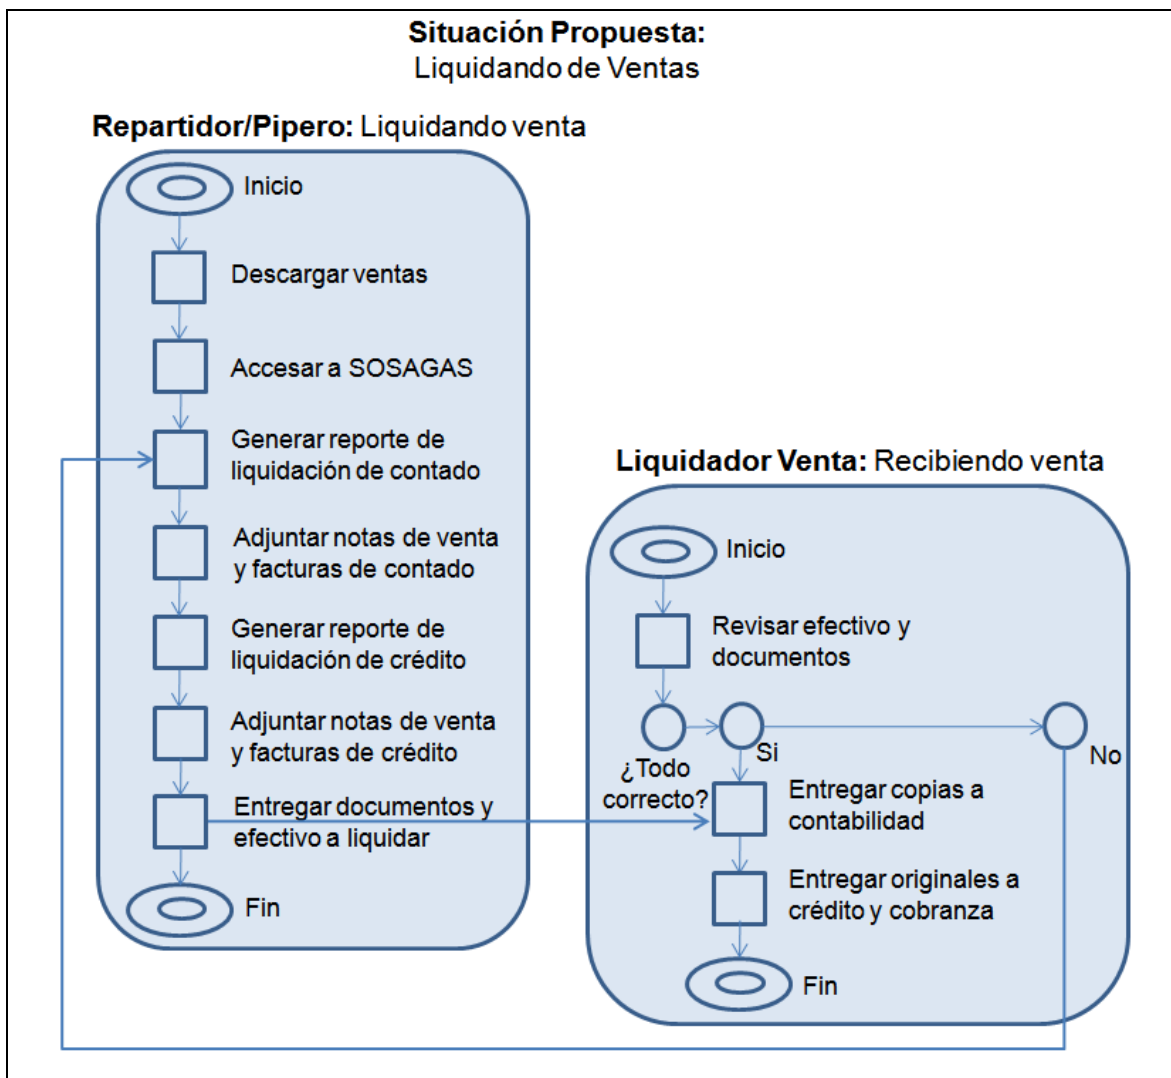 Situación Propuesta:
Liquidando de Ventas
Repartidor/Pipero: Liquidando venta
Inicio
Descargar ventas
Accesar a SOSAGAS
Generar reporte de
liquidación de contado
Adjuntar notas de venta
y facturas de contado
Generar reporte de
liquidación de crédito
Adjuntar notas de venta
y facturas de crédito
Entregar documentos y
efectivo a liquidar
Fin
Liquidador Venta: Recibiendo venta
Inicio
Revisar efectivo y
documentos
¿Todo
correcto?
Si
No
Entregar copias a
contabilidad
Entregar originales a
crédito y cobranza
Fin